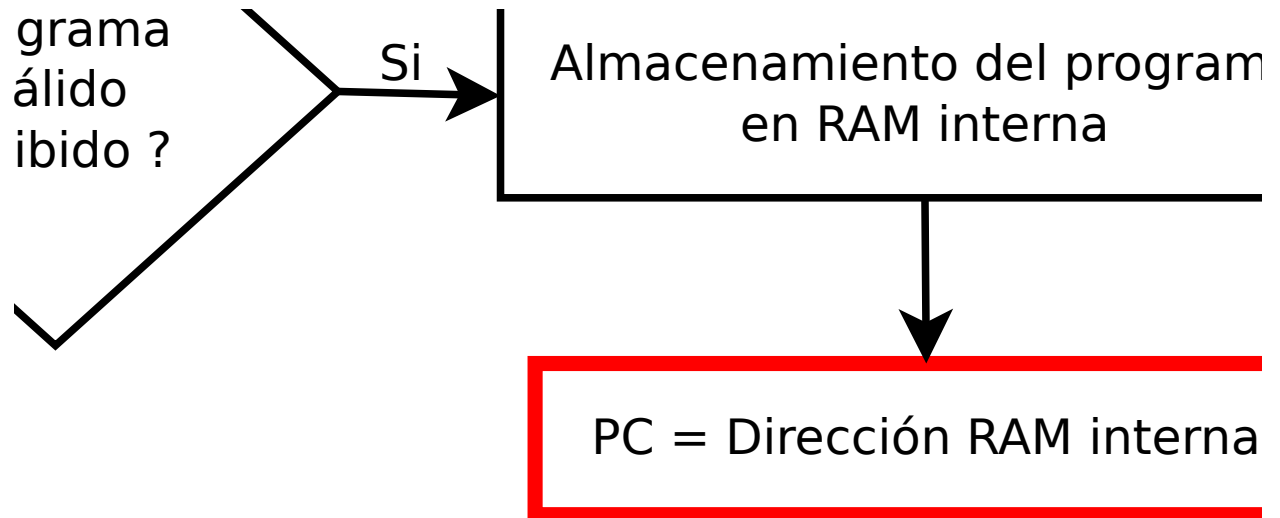 grama
álido
ibido ?
Si
Almacenamiento del program
en RAM interna
PC = Dirección RAM interna